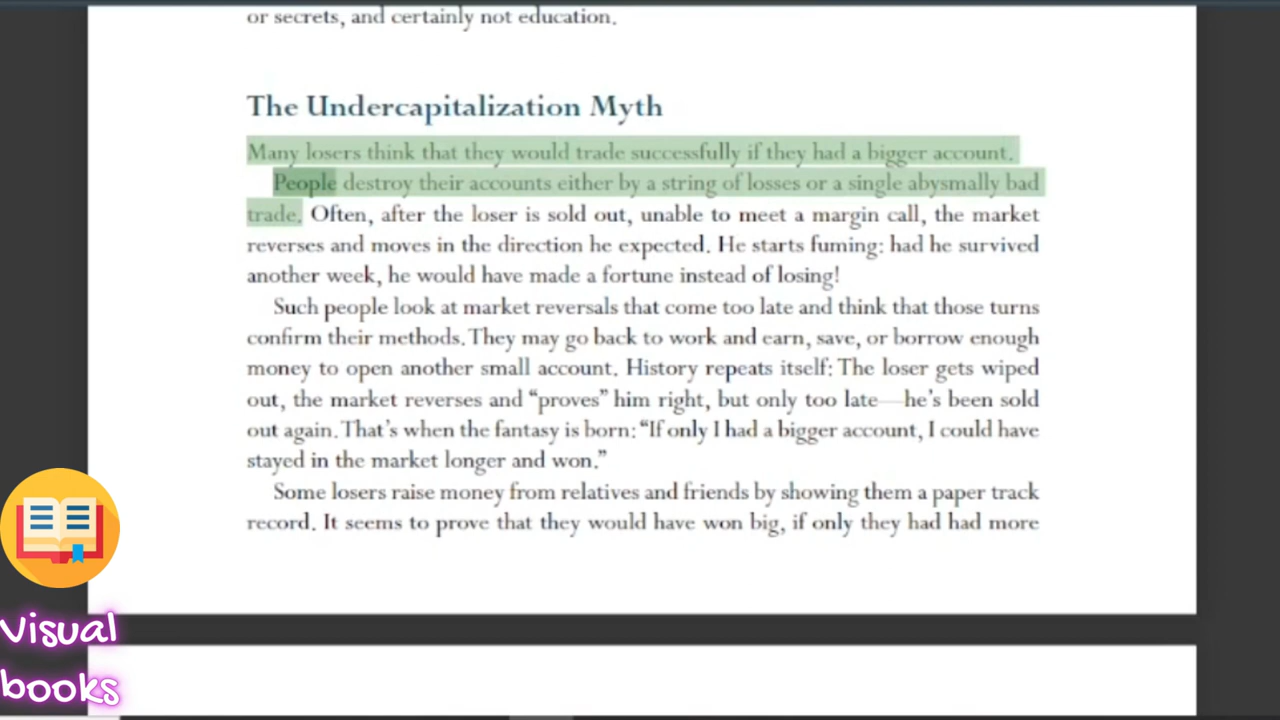 or secrets, and certainly not education.
The Undercapitalization Myth
Many losers think that they would trade successfully if they had a bigger account.
People destroy their accounts either by a string of losses or a single abysmally bad
trade. Often, after the loser is sold out, unable to meet a margin call, the market
reverses and moves in the direction he expected. He starts fuming: had he survived
another week, he would have made a fortune instead of losing!
Such people look at market reversals that come too late and think that those turns
confirm their methods. They may go back to work and earn, save, or borrow enough
money to open another small account. History repeats itself: The loser gets wiped
out, the market reverses and “proves” him right, but only too late—he’s been sold
out again. That’s when the fantasy is born: “If only I had a bigger account, I could have
stayed in the market longer and won.”
Some losers raise money from relatives and friends by showing them a paper track
record. It seems to prove that they would have won big, if only they had had more
Visual
books